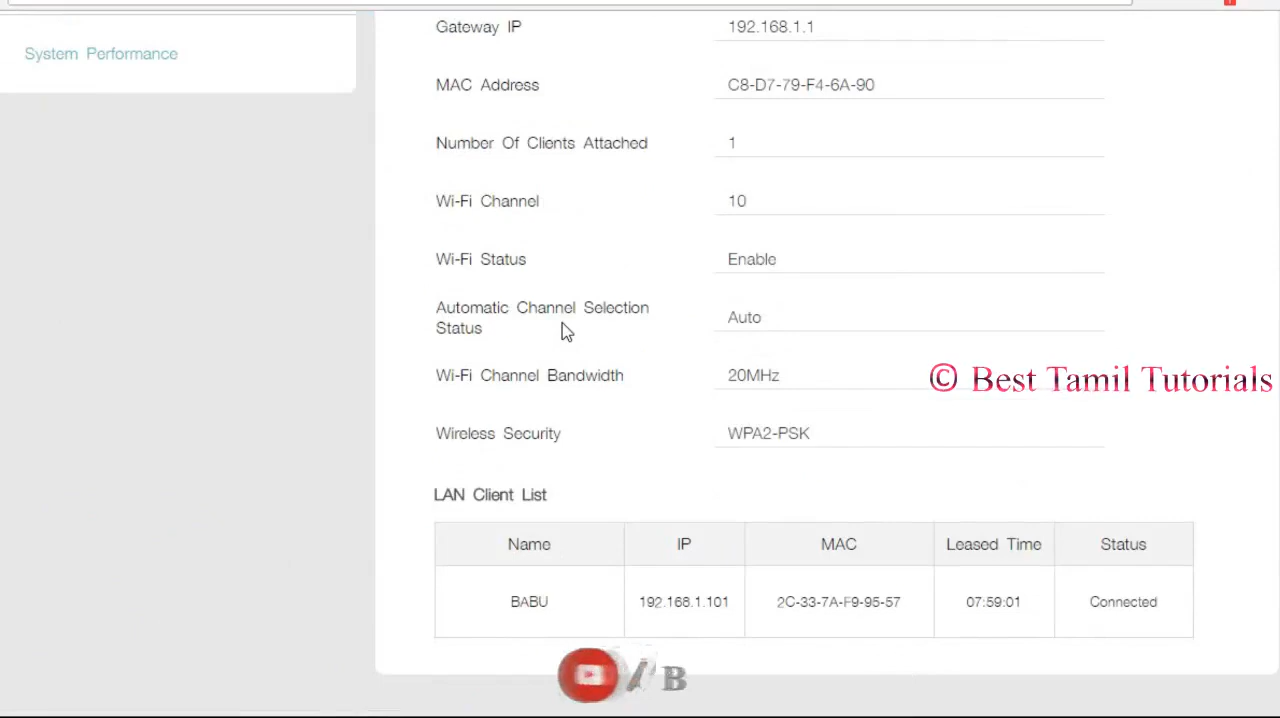 Gateway IP 192.168.1.1
System Performance
MAC Address C8-D7-79-F4-6A-90
Number Of Clients Attached 1
Wi-Fi Channel 10
Wi-Fi Status Enable
Automatic Channel Selection
Status
Auto
Wi-Fi Channel Bandwidth 20MHz
© Best Tamil Tutorials
Wireless Security WPA2-PSK
LAN Client List
Name IP MAC Leased Time Status
BABU 192.168.1.101 2C-33-7A-F9-95-57 07:59:01 Connected
/ B